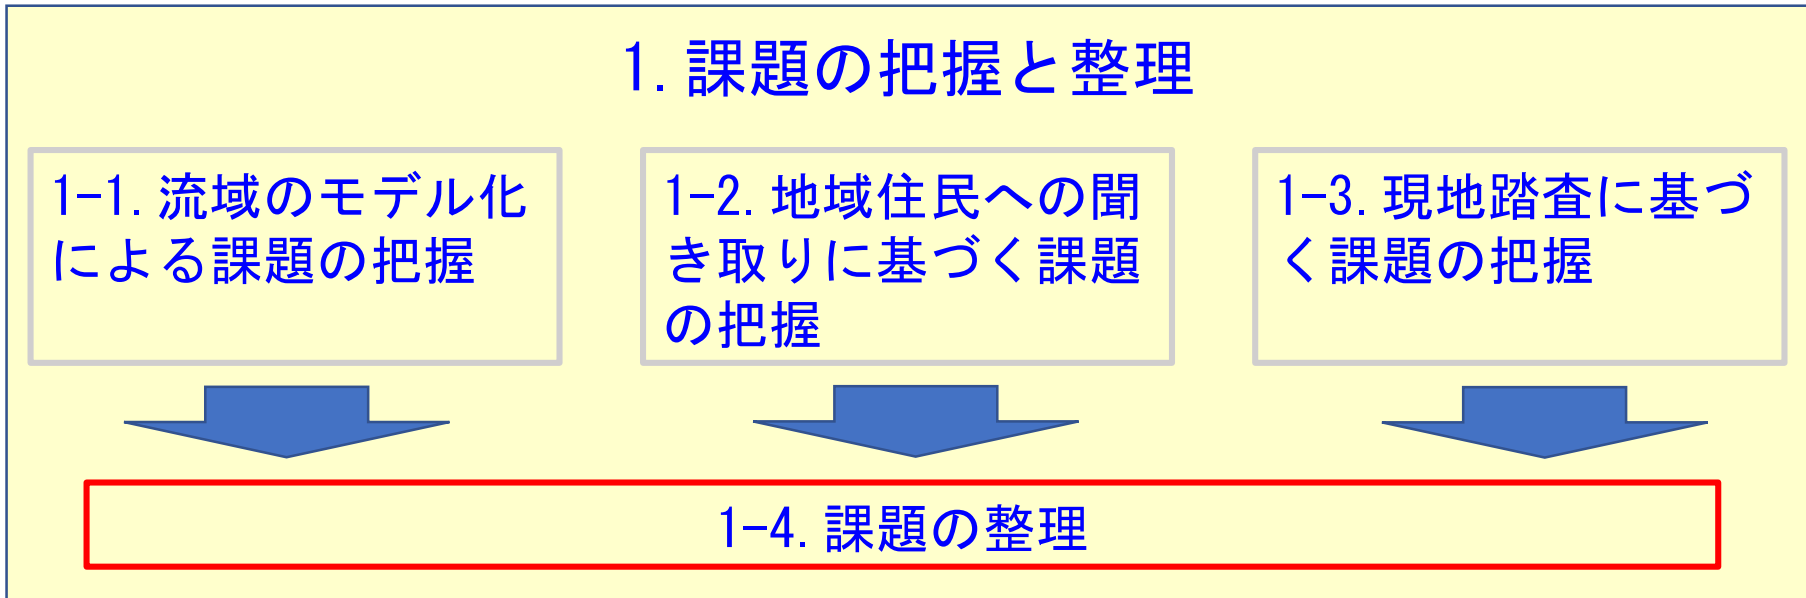 1.課題の把握と整理
1-1.流域のモデル化
による課題の把握
1-2.地域住民への聞
き取りに基づく課題
の把握
1-3.現地踏査に基づ
く課題の把握
1-4.課題の整理